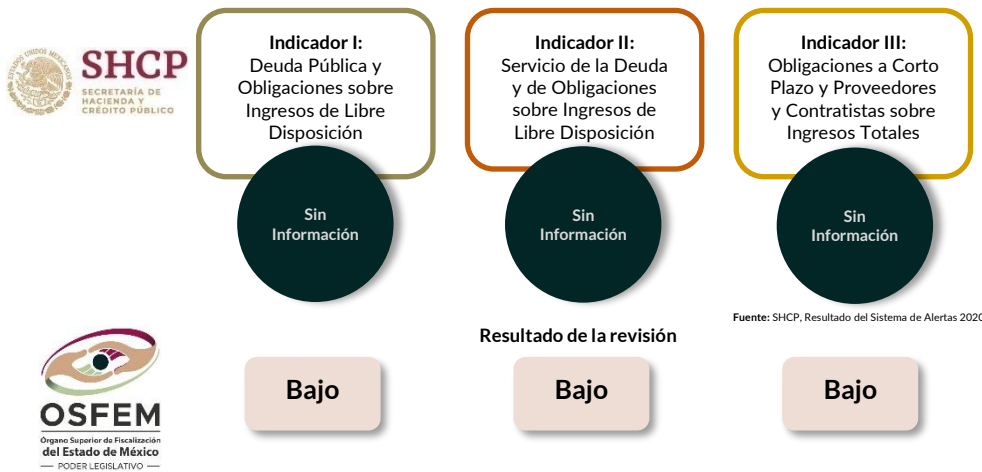 SHCP
SECRETARÍA DE
HACIENDA Y
CRÉDITO PÚBLICO
Indicador I:
Deuda Pública y
Obligaciones sobre
Ingresos de Libre
Disposición
Indicador II:
Servicio de la Deuda
y de Obligaciones
sobre Ingresos de
Libre Disposición
Indicador III:
Obligaciones a Corto
Plazo y Proveedores
y Contratistas sobre
Ingresos Totales
Sin
Información
Sin
Información
Sin
Información
Fuente: SHCP, Resultado del Sistema de Alertas 2020
Resultado de la revisión
Bajo
Bajo
Bajo
OSFEM
Órgano Superior de Fiscalización
del Estado de México
PODER LEGISLATIVO